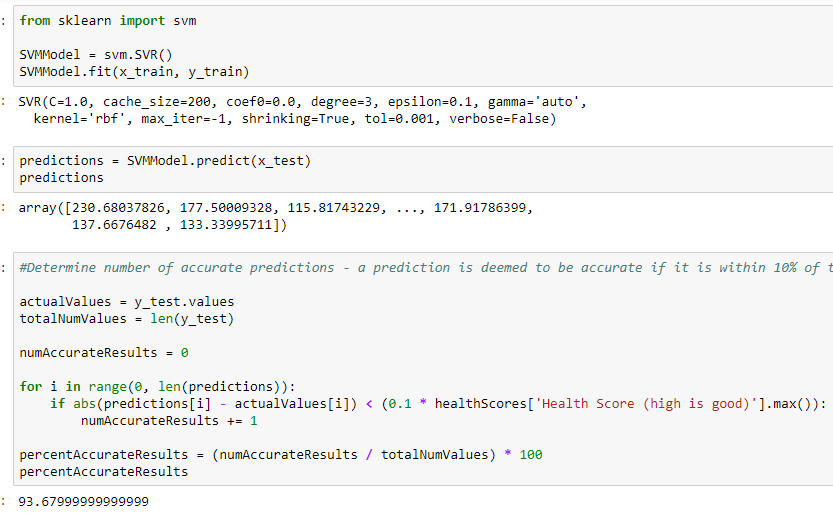 : from sklearn import svm
SVMModel = svm.SVR()
SVMModel.fit(x_train, y_train)
: SVR(C=1.0, cache_size=200, coef0=0.0, degree=3, epsilon=0.1, gamma='auto',
kernel='rbf', max_iter=-1, shrinking=True, tol=0.001, verbose=False)
: predictions = SVMModel.predict(x_test)
predictions
: array([230.68037826, 177.50009328, 115.81743229, ..., 171.91786399,
137.6676482 , 133.33995711])
: #Determine number of accurate predictions - a prediction is deemed to be accurate if it is within 10% of t
actualValues = y_test.values
totalNumValues = len(y_test)
numAccurateResults = 0
for i in range(0, len(predictions)):
if abs(predictions[i] - actualValues[i]) < (0.1 * healthScores['Health Score (high is good)'].max()):
numAccurateResults += 1
percentAccurateResults = (numAccurateResults / totalNumValues) * 100
percentAccurateResults
: 93.67999999999999